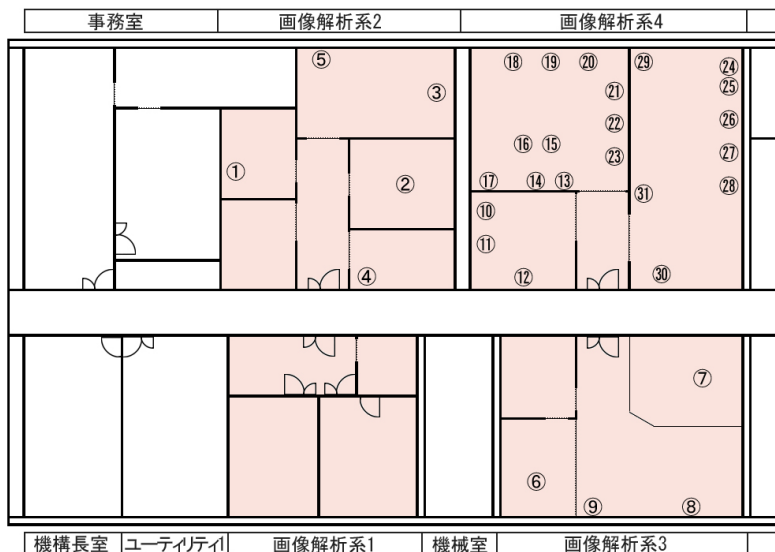 事務室 画像解析系2 画像解析系4
⑤ ⑱ ⑲ ⑳ ㉙ ㉔
③ ㉑ ㉕
㉒ ㉖
⑯ ⑮ ㉓ ㉗
① ② ⑰ ⑭ ⑬ ㉛ ㉘
⑩
⑪
④ ⑫ ㉚
⑦
⑥
⑨ ⑧
機構長室 ユーティリティ1 画像解析系1 機械室 画像解析系3